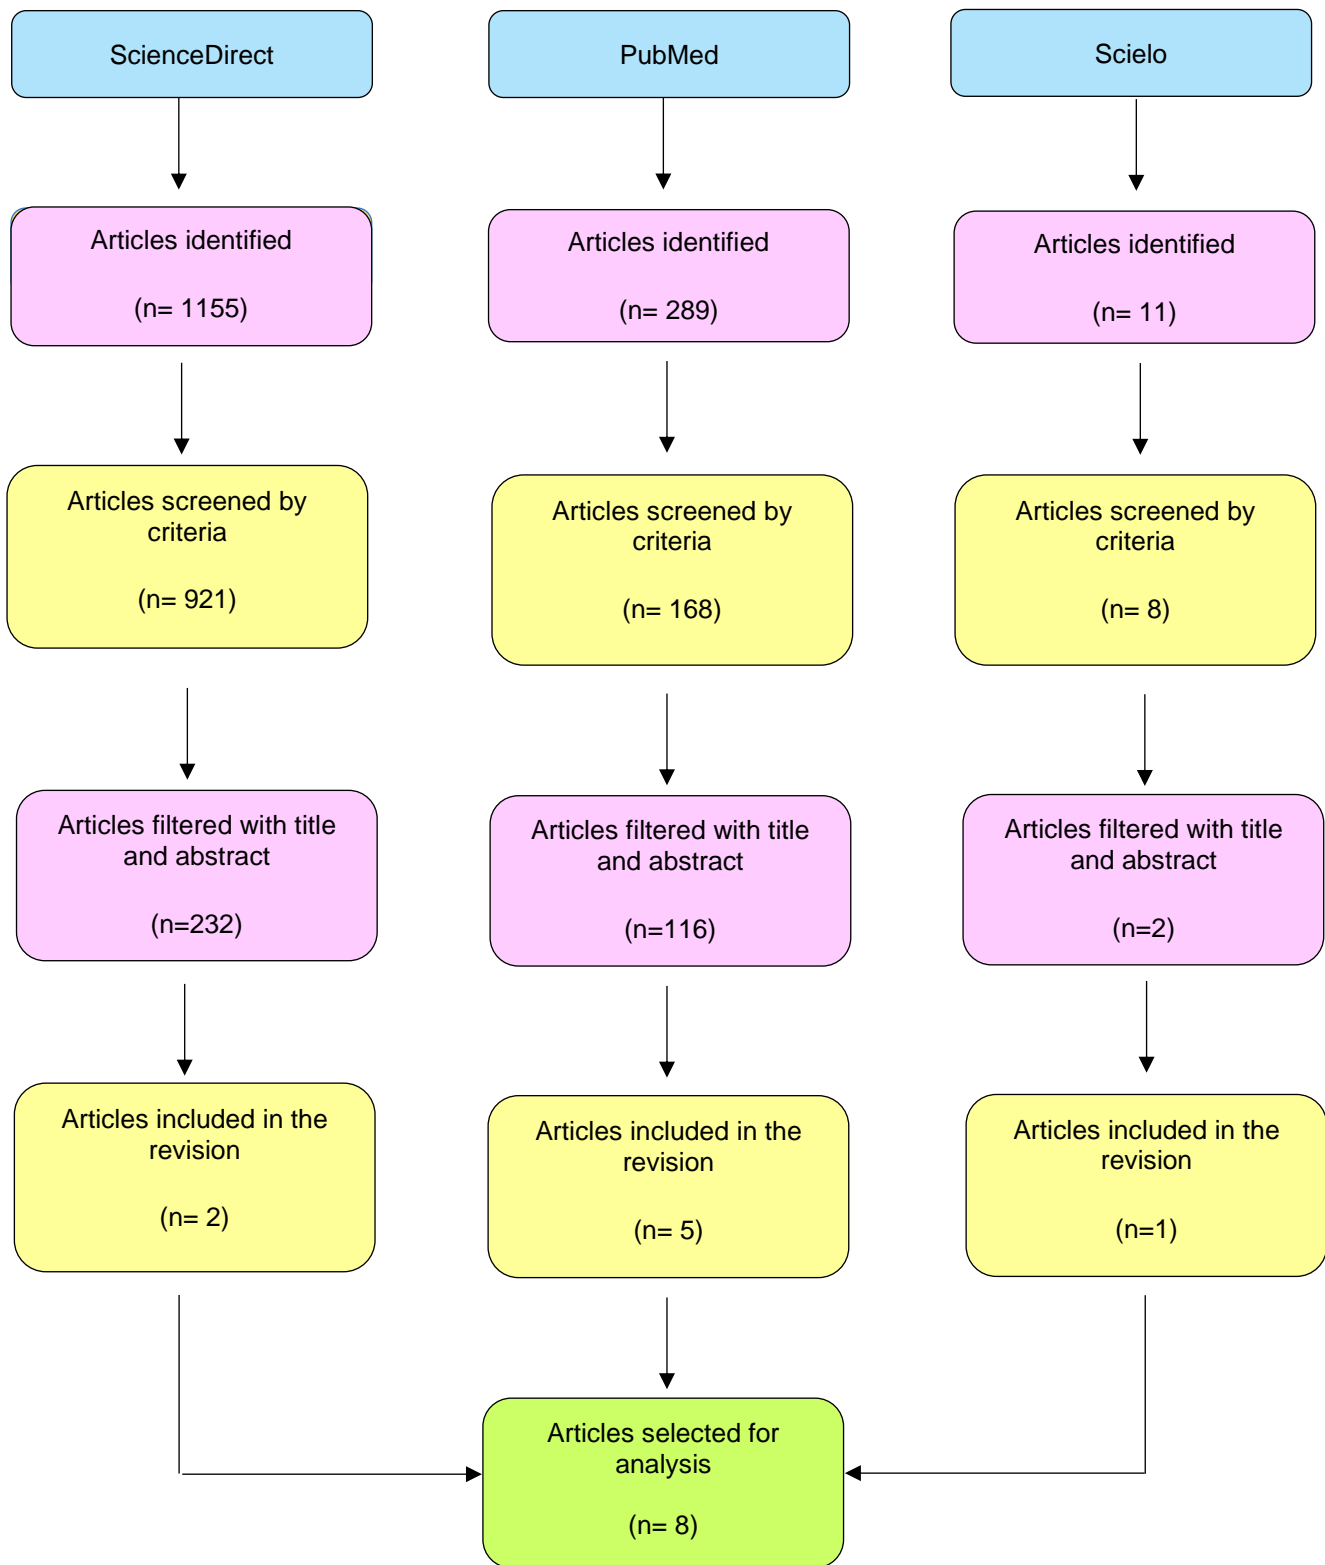 ScienceDirect
PubMed
Scielo
Articles identified
(n= 1155)
Articles identified
(n= 289)
Articles identified
(n= 11)
Articles screened by
criteria
(n= 921)
Articles screened by
criteria
(n= 168)
Articles screened by
criteria
(n= 8)
Articles filtered with title
and abstract
(n=232)
Articles filtered with title
and abstract
(n=116)
Articles filtered with title
and abstract
(n=2)
Articles included in the
revision
(n= 2)
Articles included in the
revision
(n= 5)
Articles included in the
revision
(n=1)
Articles selected for
analysis
(n= 8)